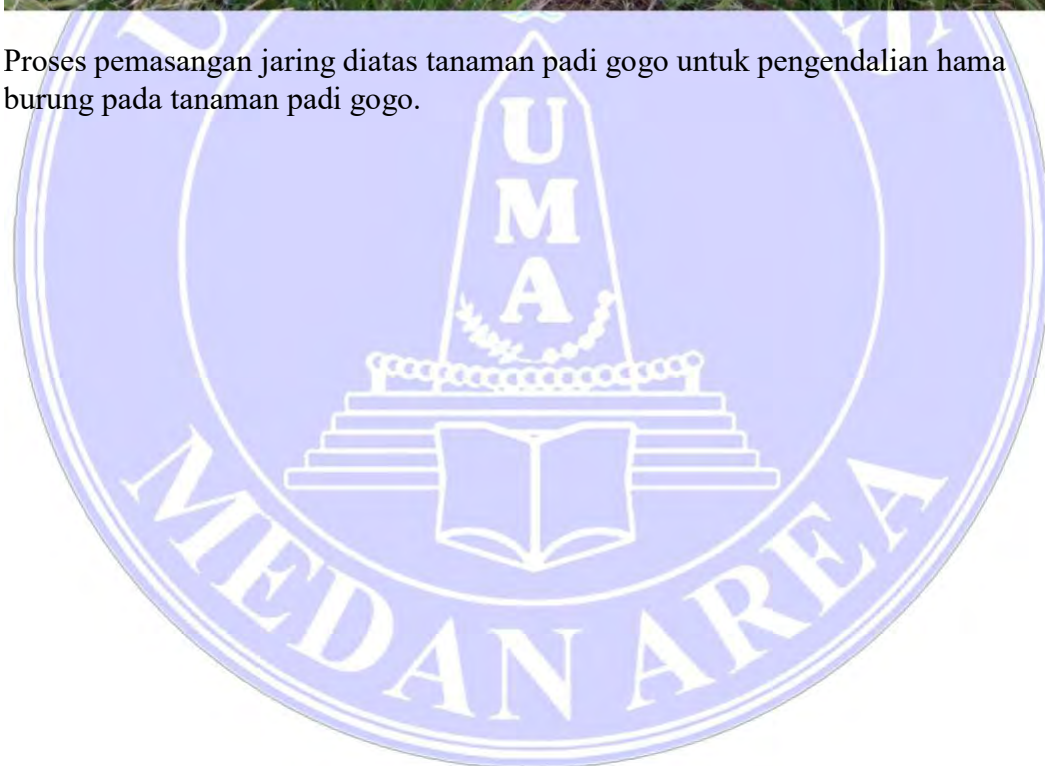 Proses pemasangan jaring diatas tanaman padi gogo untuk pengendalian hama
burung pada tanaman padi gogo.
U
M
A
MEDAN AREA